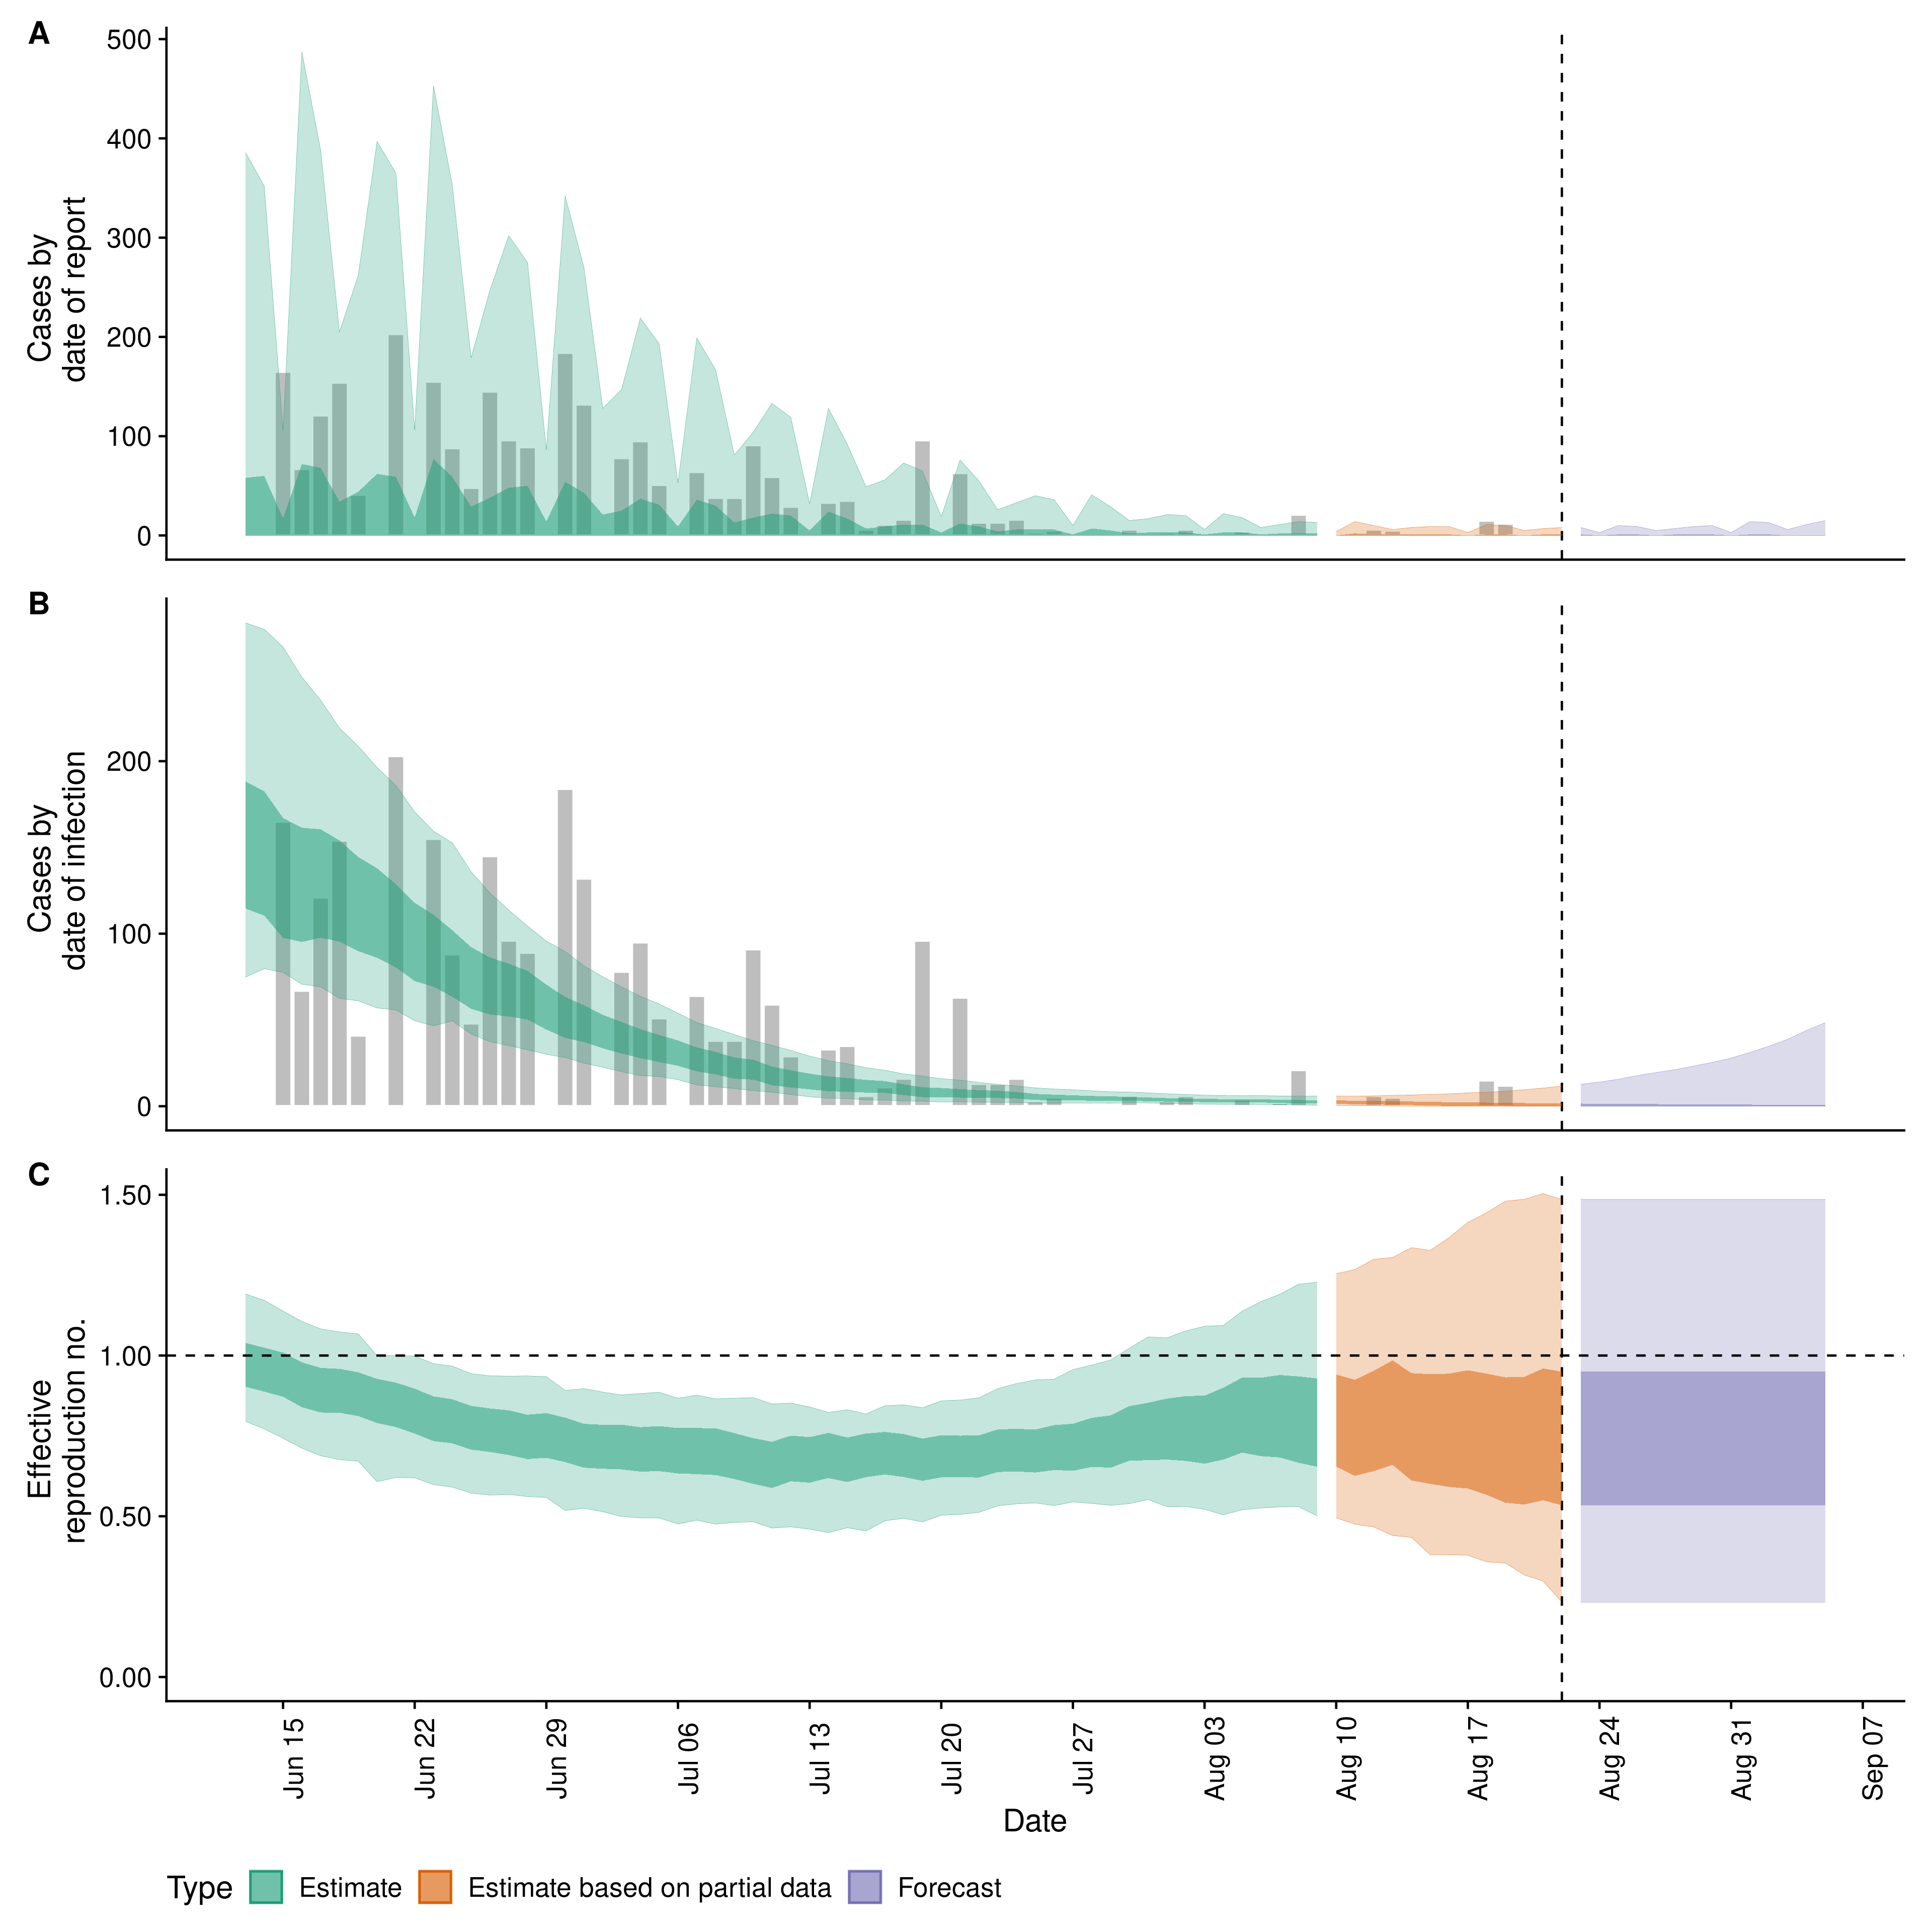 A
500
400
300
200
100
0
Cases by
date of report
B
200
100
0
Cases by
date of infection
C
1.50
1.00
0.50
0.00
Effective
reproduction no.
Jun 15
Jun 22
Jun 29
Jul 06
Jul 13
Jul 20
Jul 27
Aug 03
Aug 10
Aug 17
Aug 24
Aug 31
Sep 07
Date
Type Estimate Estimate based on partial data Forecast